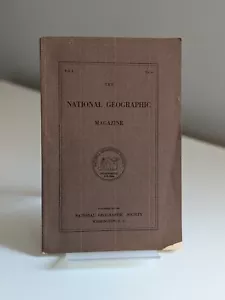 THE
NATIONAL GEOGRAPHIC
MAGAZINE
NATIONAL GEOGRAPHIC SOCIETY
WASHINGTON, D. C.